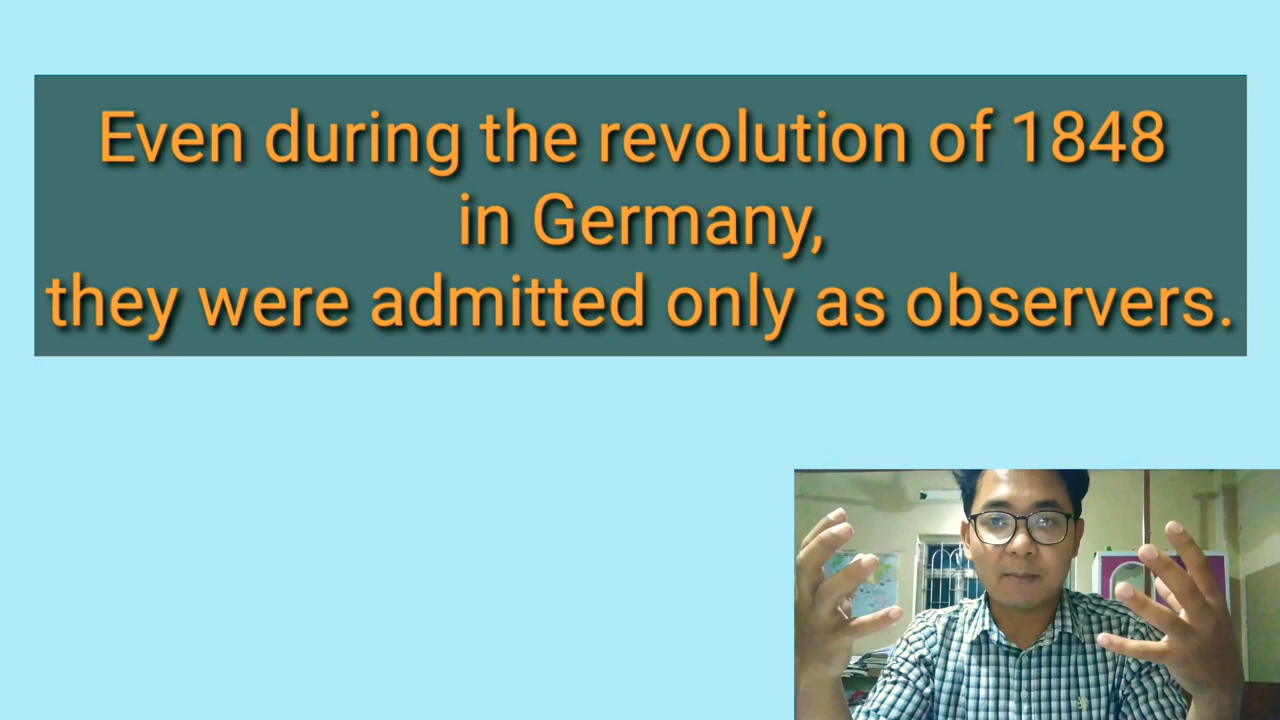 Even during the revolution of 1848
in Germany,
they were admitted only as observers.